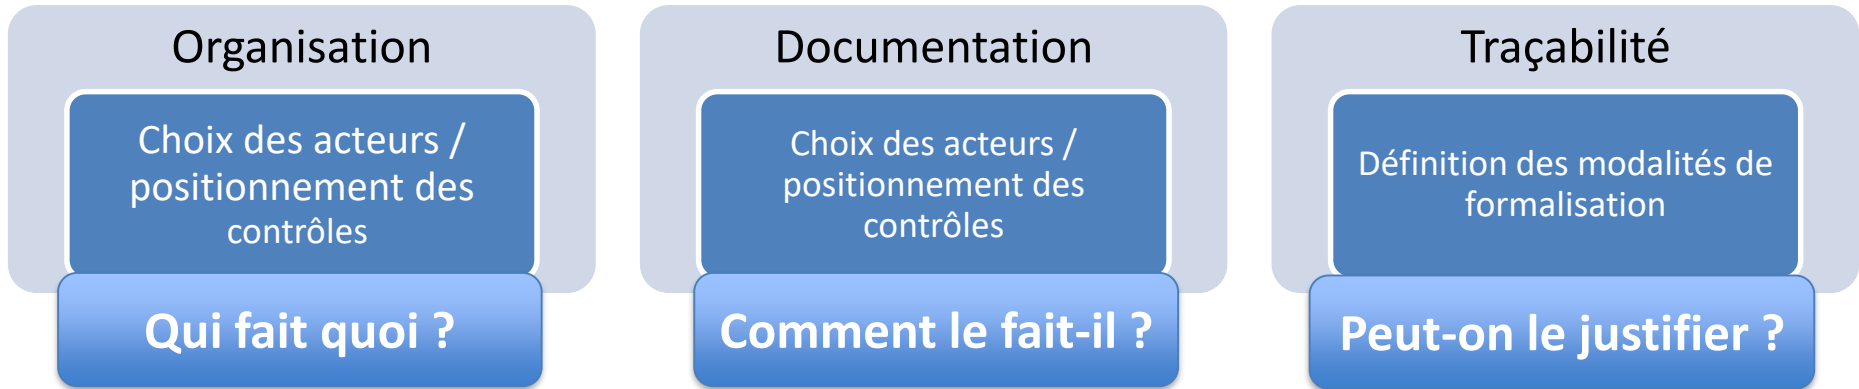 Organisation
Choix des acteurs /
positionnement des
contrôles
Qui fait quoi ?
Documentation
Choix des acteurs /
positionnement des
contrôles
Comment le fait-il ?
Traçabilité
Définition des modalités de
formalisation
Peut-on le justifier ?